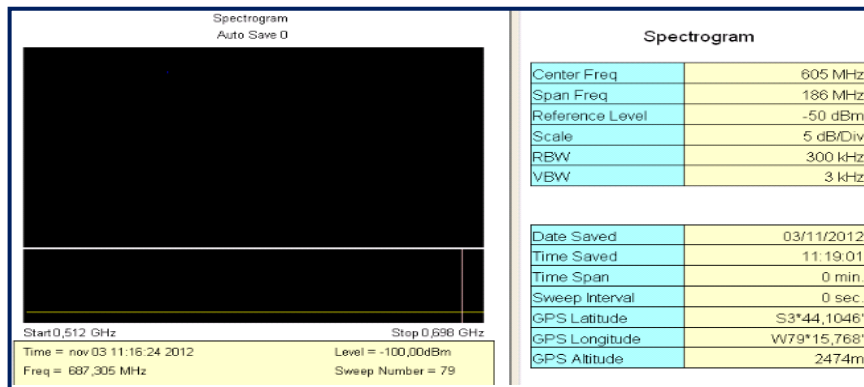 Spectrogram
Auto Save 0
Start 0,512 GHz
Stop 0,698 GHz
Time = nov 03 11:16:24 2012
Level = -100,00dBm
Freq = 687,305 MHz
Sweep Number = 79
Spectrogram
Center Freq 605 MHz
Span Freq 186 MHz
Reference Level -50 dBm
Scale 5 dB/Div
RBW 300 kHz
VBW 3 kHz
Date Saved 03/11/2012
Time Saved 11:19:01
Time Span 0 min.
Sweep Interval 0 sec.
GPS Latitude S3*44,1046'
GPS Longitude W79*15,768'
GPS Altitude 2474m